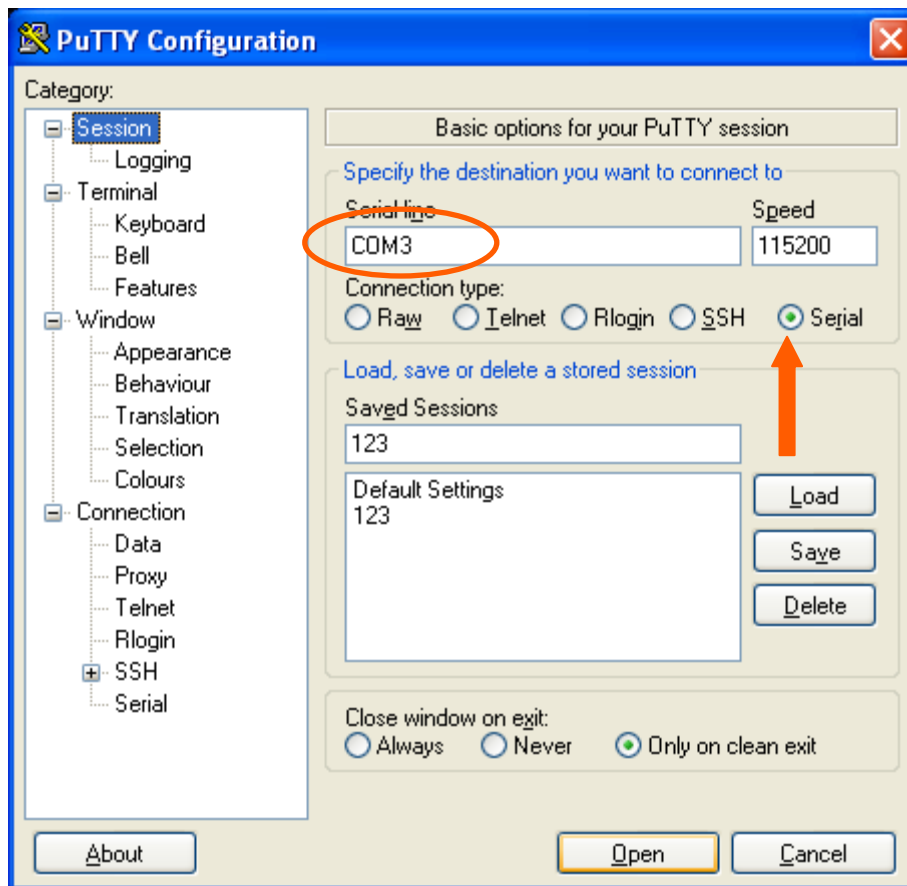 PuTTY Configuration
Category:
Session
Logging
Terminal
Keyboard
Bell
Features
Window
Appearance
Behaviour
Translation
Selection
Colours
Connection
Data
Proxy
Telnet
Rlogin
SSH
Serial
Basic options for your PuTTY session
Specify the destination you want to connect to
Serial line Speed
COM3 115200
Connection type:
Raw Telnet Rlogin SSH Serial
Load, save or delete a stored session
Saved Sessions
123
Default Settings
123
Load
Save
Delete
Close window on exit:
Always Never Only on clean exit
About Open Cancel